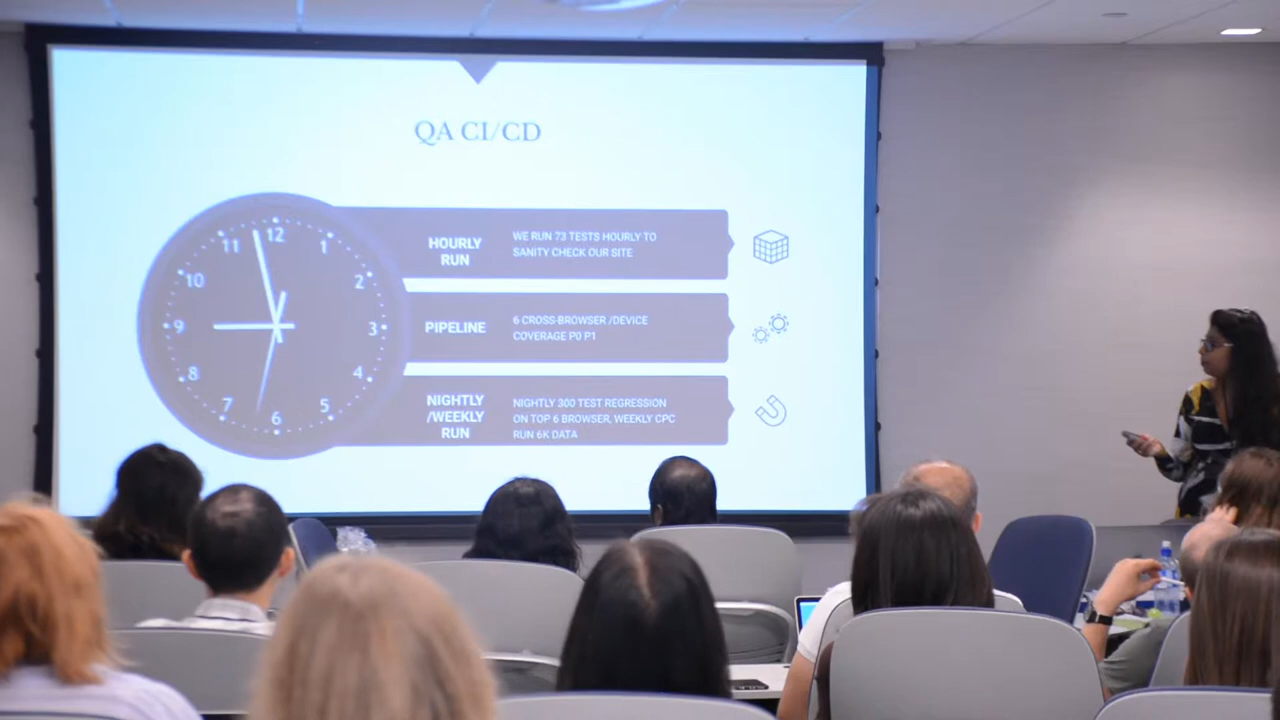 QA CI/CD
12
1
2
3
4
5
6
7
8
9
10
11
HOURLY
RUN
WE RUN 73 TESTS HOURLY TO
SANITY CHECK OUR SITE
PIPELINE
6 CROSS-BROWSER /DEVICE
COVERAGE P0 P1
NIGHTLY
/WEEKLY
RUN
NIGHTLY 300 TEST REGRESSION
ON TOP 6 BROWSER, WEEKLY CPC
RUN 6K DATA